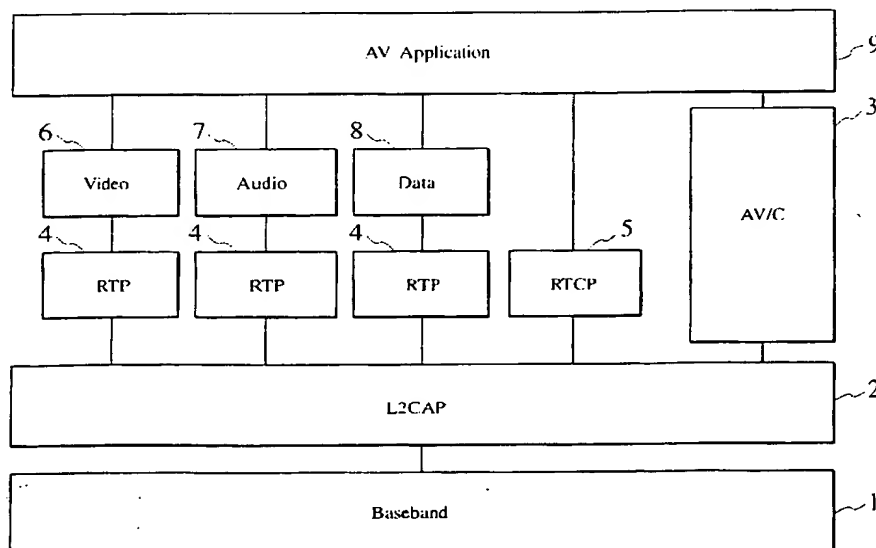 AV Application
9
3
6
7
8
Video
Audio
Data
AV/C
4
4
4
5
RTP
RTP
RTP
RTCP
L2CAP
2
Baseband
1